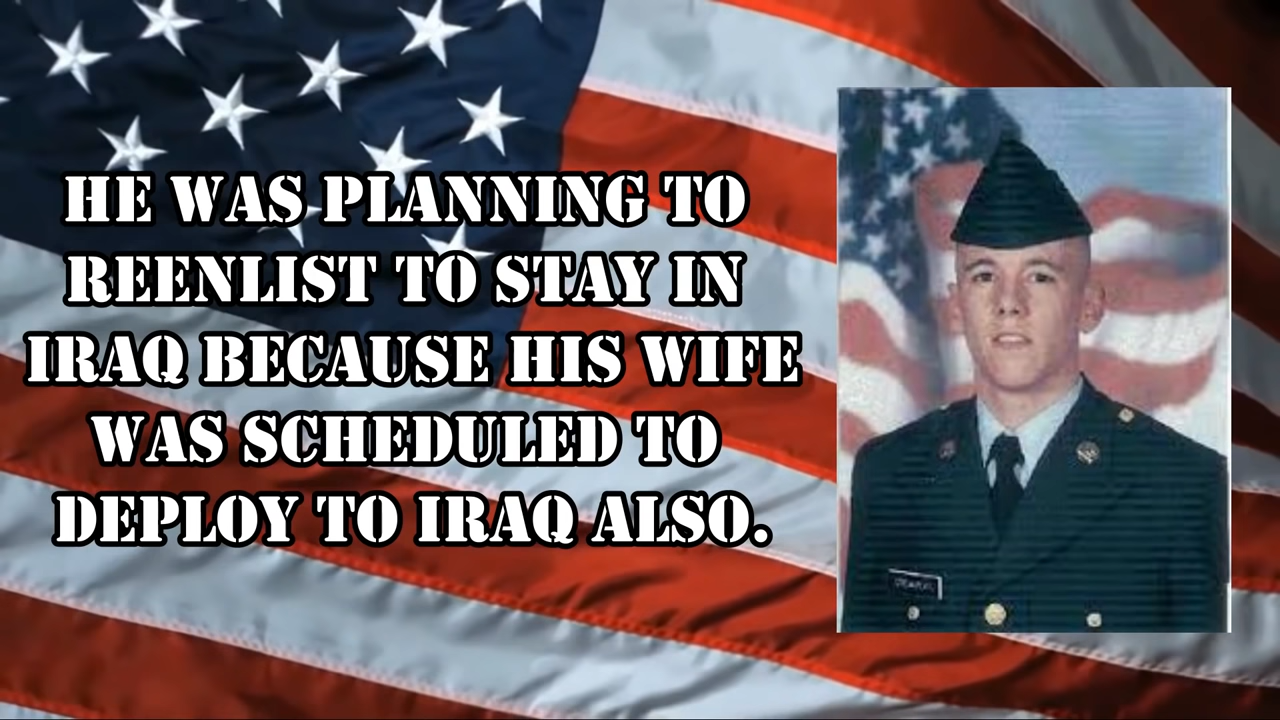 HE WAS PLANNING TO
REENLIST TO STAY IN
IRAQ BECAUSE HIS WIFE
WAS SCHEDULED TO
DEPLOY TO IRAQ ALSO.